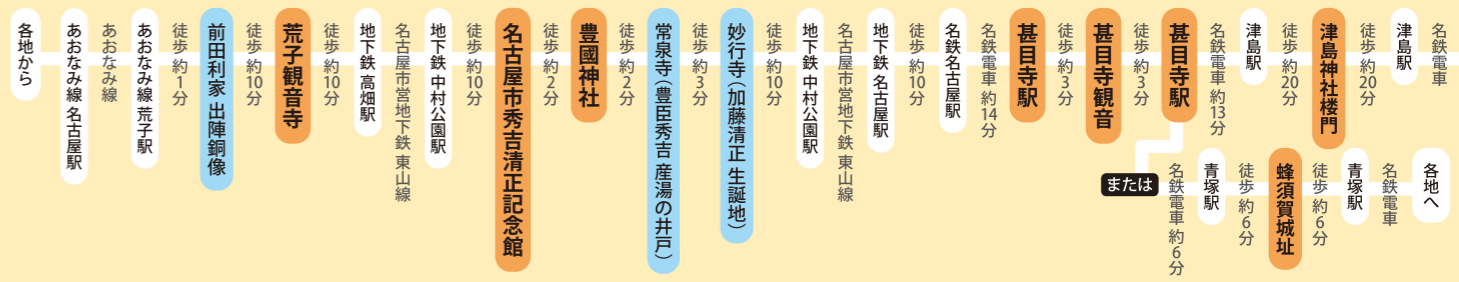 各地から
あおなみ線 名古屋駅
あおなみ線
あおなみ線 荒子駅
徒歩 約1分
前田利家 出陣銅像
徒歩 約10分
荒子観音寺
徒歩 約10分
地下鉄 高畑駅
名古屋市営地下鉄 東山線
地下鉄 中村公園駅
徒歩 約10分
名古屋市秀吉清正記念館
徒歩 約2分
豊國神社
徒歩 約2分
常泉寺（豊臣秀吉 産湯の井戸）
徒歩 約3分
妙行寺（加藤清正 生誕地）
徒歩 約10分
地下鉄 中村公園駅
名古屋市営地下鉄 東山線
地下鉄 名古屋駅
徒歩 約10分
名鉄名古屋駅
名鉄電車 約14分
甚目寺駅
徒歩 約3分
甚目寺観音
徒歩 約3分
甚目寺駅
名鉄電車 約13分
津島駅
徒歩 約20分
津島神社楼門
徒歩 約20分
津島駅
名鉄電車
または
名鉄電車 約6分
青塚駅
徒歩 約6分
蜂須賀城址
徒歩 約6分
青塚駅
名鉄電車
各地へ